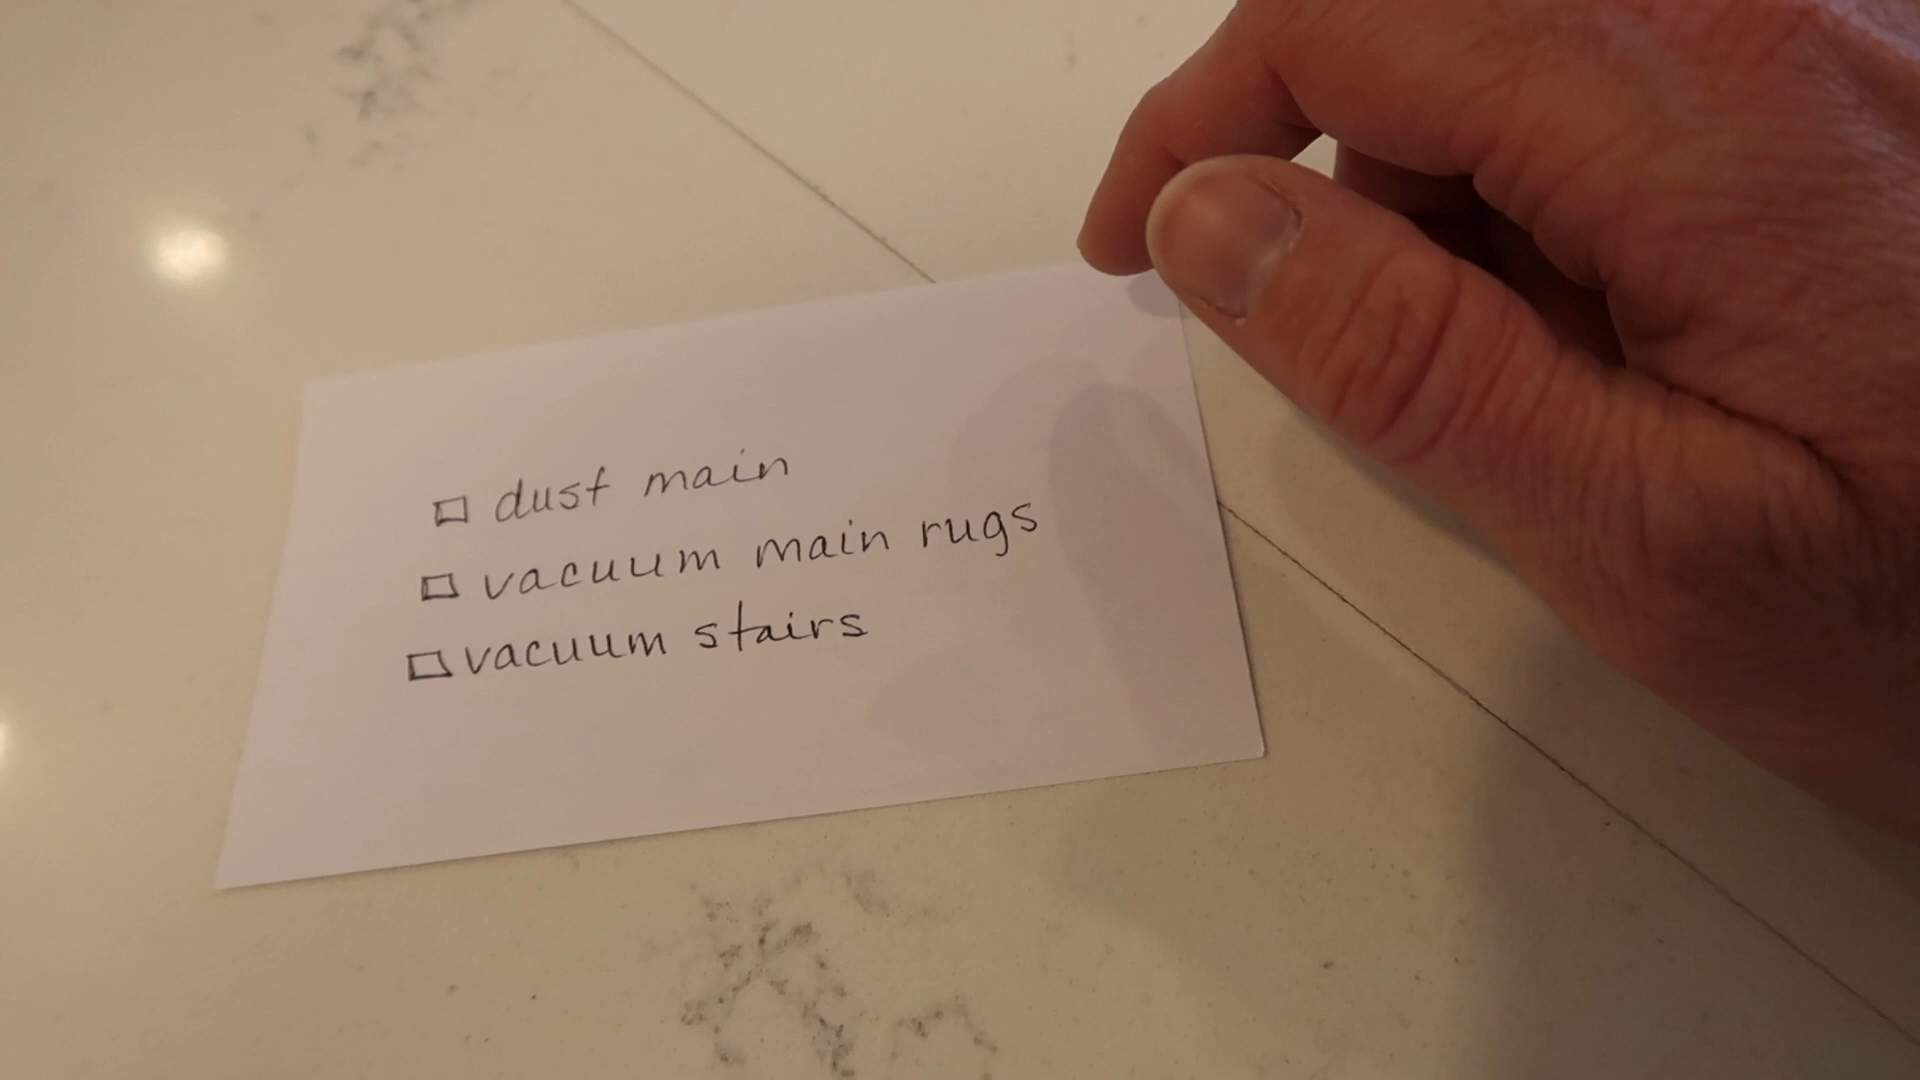 ☐ dust main
☐ vacuum main rugs
☐ vacuum stairs